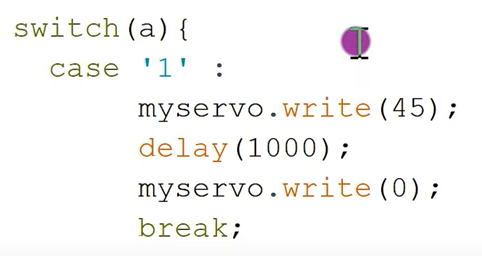 switch(a){
case '1' :
myservo.write(45);
delay(1000);
myservo.write(0);
break;